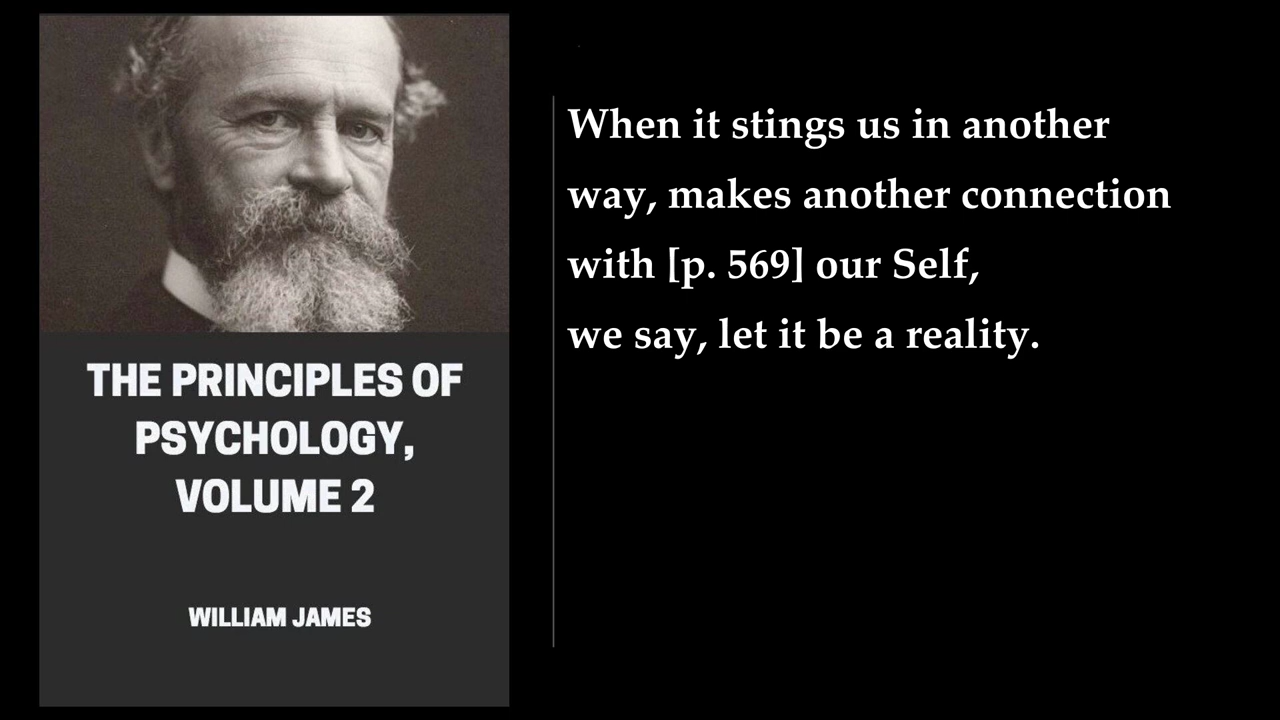 When it stings us in another
way, makes another connection
with [p. 569] our Self,
we say, let it be a reality.
THE PRINCIPLES OF
PSYCHOLOGY,
VOLUME 2
WILLIAM JAMES